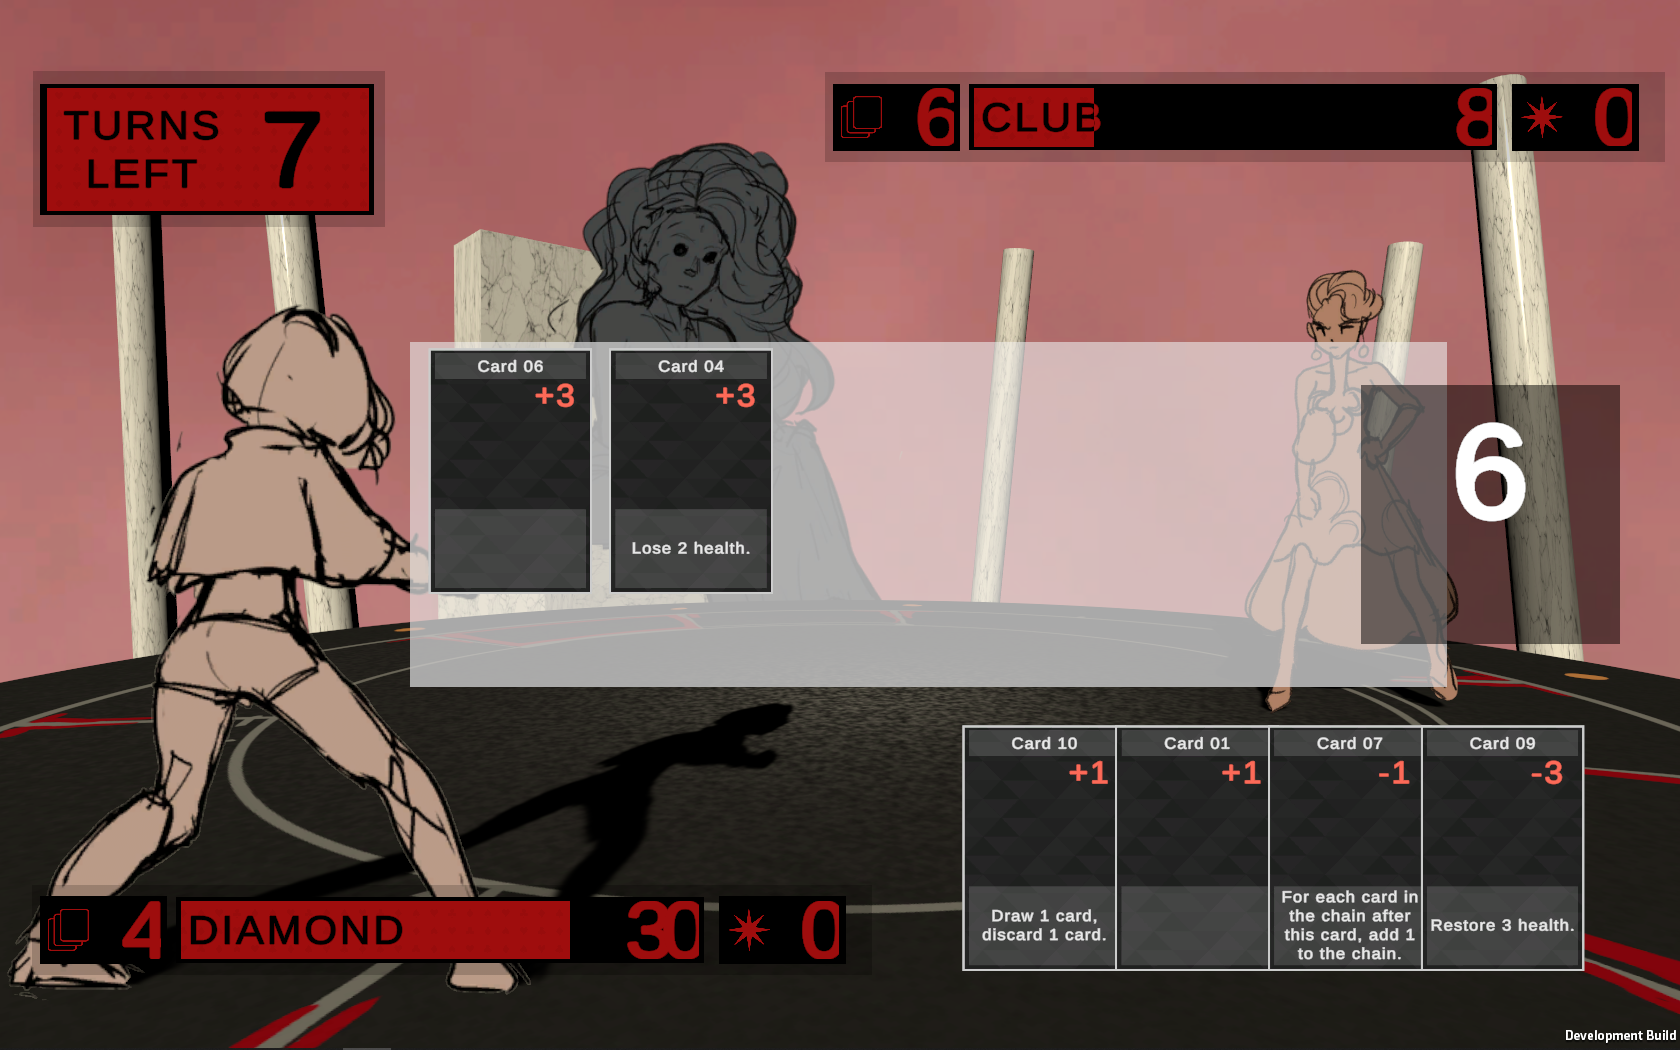 TURNS
LEFT
7
6
CLUB
8
0
Card 06
+3
Card 04
+3
Lose 2 health.
6
Card 10
+1
Draw 1 card,
discard 1 card.
Card 01
+1
Card 07
-1
For each card in
the chain after
this card, add 1
to the chain.
Card 09
-3
Restore 3 health.
4
DIAMOND
30
0
Development Build